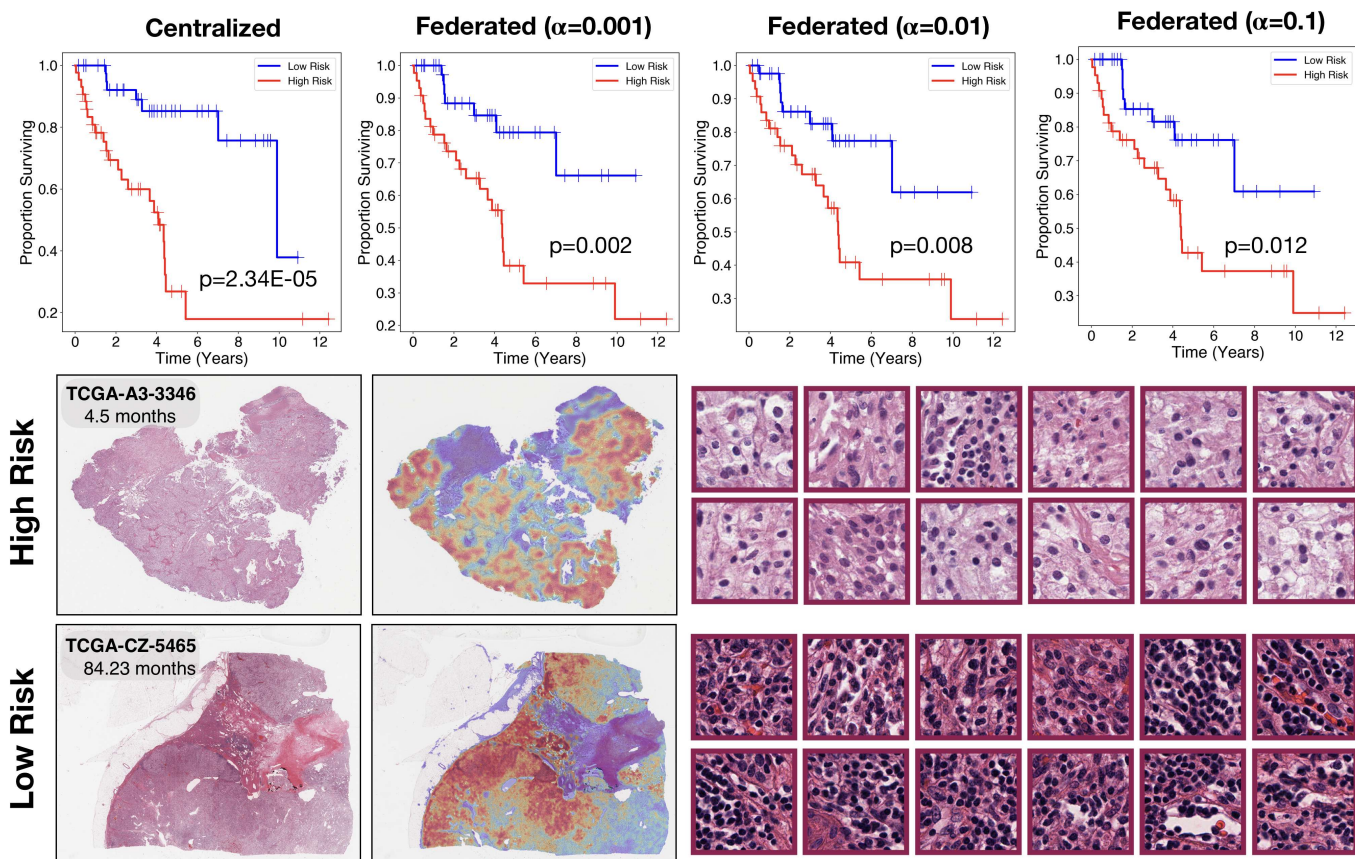 Centralized
Federated (α=0.001)
Federated (α=0.01)
Federated (α=0.1)
Proportion Surviving
1.0
0.8
0.6
0.4
0.2
Low Risk
High Risk
p=2.34E-05
0 2 4 6 8 10 12
Time (Years)
Proportion Surviving
1.0
0.9
0.8
0.7
0.6
0.5
0.4
0.3
0.2
Low Risk
High Risk
p=0.002
0 2 4 6 8 10 12
Time (Years)
Proportion Surviving
1.0
0.9
0.8
0.7
0.6
0.5
0.4
0.3
Low Risk
High Risk
p=0.008
0 2 4 6 8 10 12
Time (Years)
Proportion Surviving
1.0
0.9
0.8
0.7
0.6
0.5
0.4
0.3
Low Risk
High Risk
p=0.012
0 2 4 6 8 10 12
Time (Years)
High Risk
TCGA-A3-3346
4.5 months
Low Risk
TCGA-CZ-5465
84.23 months